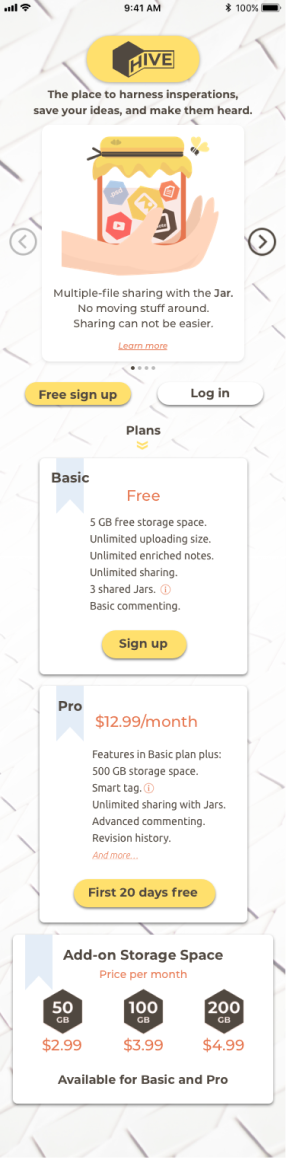 9:41 AM
100%
HIVE
The place to harness insperations,
save your ideas, and make them heard.
Multiple-file sharing with the Jar.
No moving stuff around.
Sharing can not be easier.
Learn more
Free sign up
Log in
Plans
Basic
Free
5 GB free storage space.
Unlimited uploading size.
Unlimited enriched notes.
Unlimited sharing.
3 shared Jars.
Basic commenting.
Sign up
Pro
$12.99/month
Features in Basic plan plus:
500 GB storage space.
Smart tag.
Unlimited sharing with Jars.
Advanced commenting.
Revision history.
And more...
First 20 days free
Add-on Storage Space
Price per month
50 100 200
GB GB GB
$2.99 $3.99 $4.99
Available for Basic and Pro